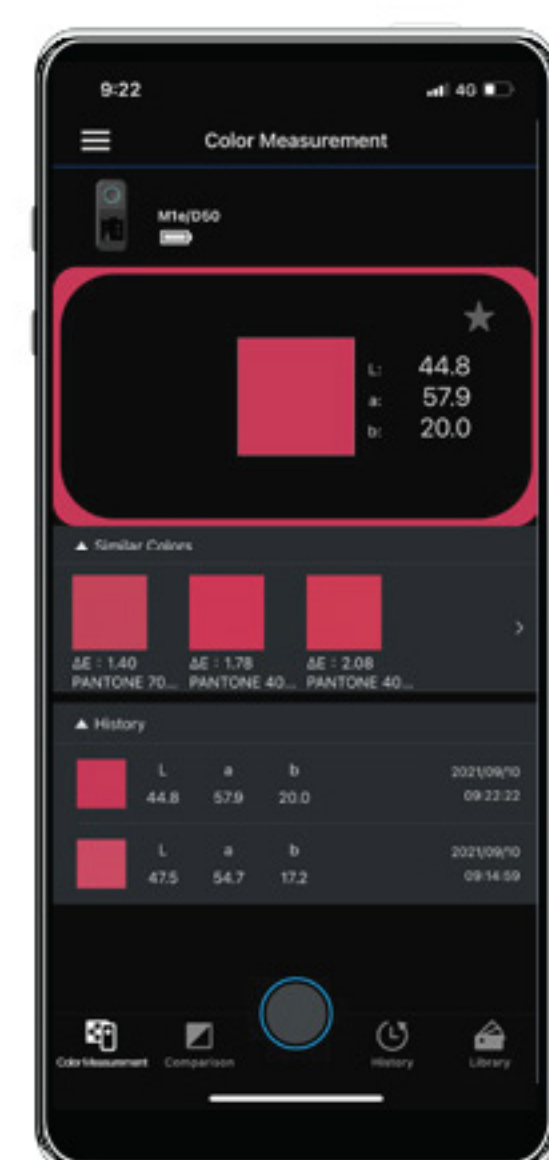 9:22
4G
Color Measurement
M1e/D50
L: 44.8
a: 57.9
b: 20.0
▲ Similar Colors
ΔE : 1.40 ΔE : 1.78 ΔE : 2.08
PANTONE 70... PANTONE 40... PANTONE 40...
▲ History
L a b 2021/09/10
44.8 57.9 20.0 09:22:22
L a b 2021/09/10
47.5 54.7 17.2 09:14:59
Color Measurement Comparison History Library